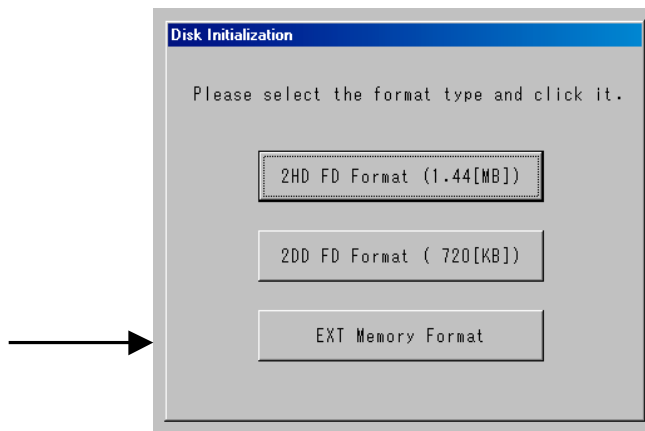 Disk Initialization
Please select the format type and click it.
2HD FD Format (1.44[MB])
2DD FD Format ( 720[KB])
EXT Memory Format